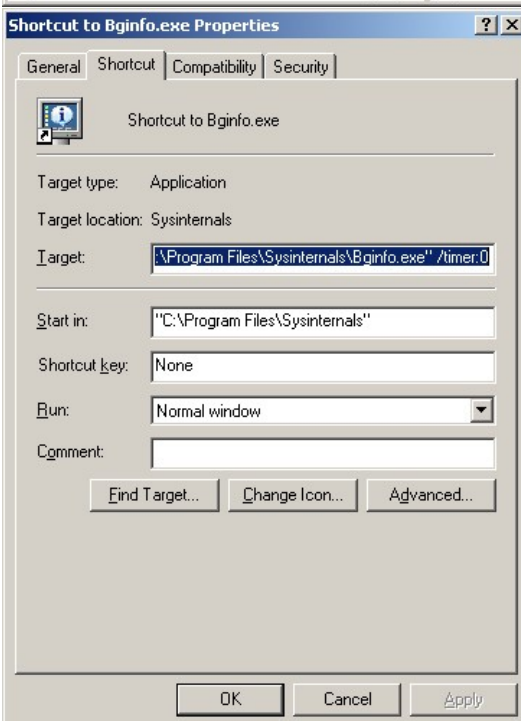 Shortcut to Bginfo.exe Properties
General Shortcut Compatibility Security
Shortcut to Bginfo.exe
Target type: Application
Target location: Sysinternals
Target: :\Program Files\Sysinternals\Bginfo.exe" /timer:0
Start in: "C:\Program Files\Sysinternals"
Shortcut key: None
Run: Normal window
Comment:
Find Target... Change Icon... Advanced...
OK Cancel Apply